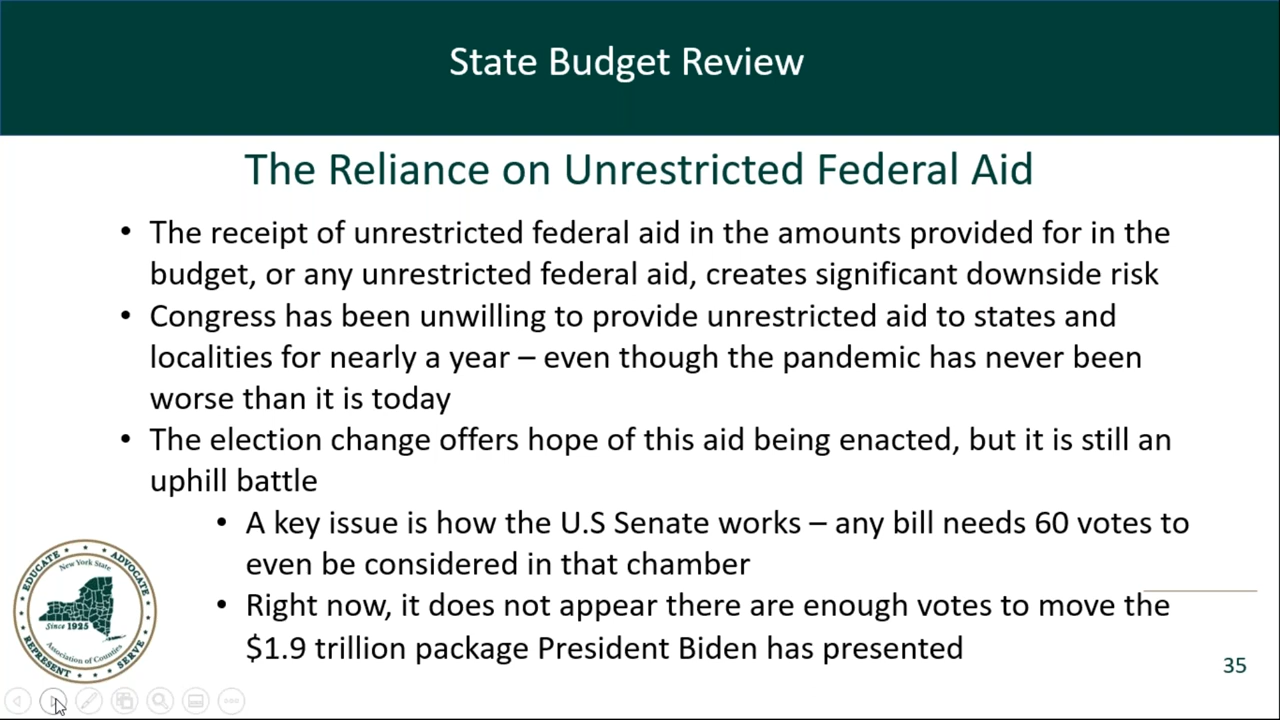 State Budget Review
The Reliance on Unrestricted Federal Aid
• The receipt of unrestricted federal aid in the amounts provided for in the
budget, or any unrestricted federal aid, creates significant downside risk
• Congress has been unwilling to provide unrestricted aid to states and
localities for nearly a year – even though the pandemic has never been
worse than it is today
• The election change offers hope of this aid being enacted, but it is still an
uphill battle
• A key issue is how the U.S Senate works – any bill needs 60 votes to
even be considered in that chamber
• Right now, it does not appear there are enough votes to move the
$1.9 trillion package President Biden has presented
EDUCATE ADVOCATE
New York State
Since 1925
Association of Counties
REPRESENT SERVE
35